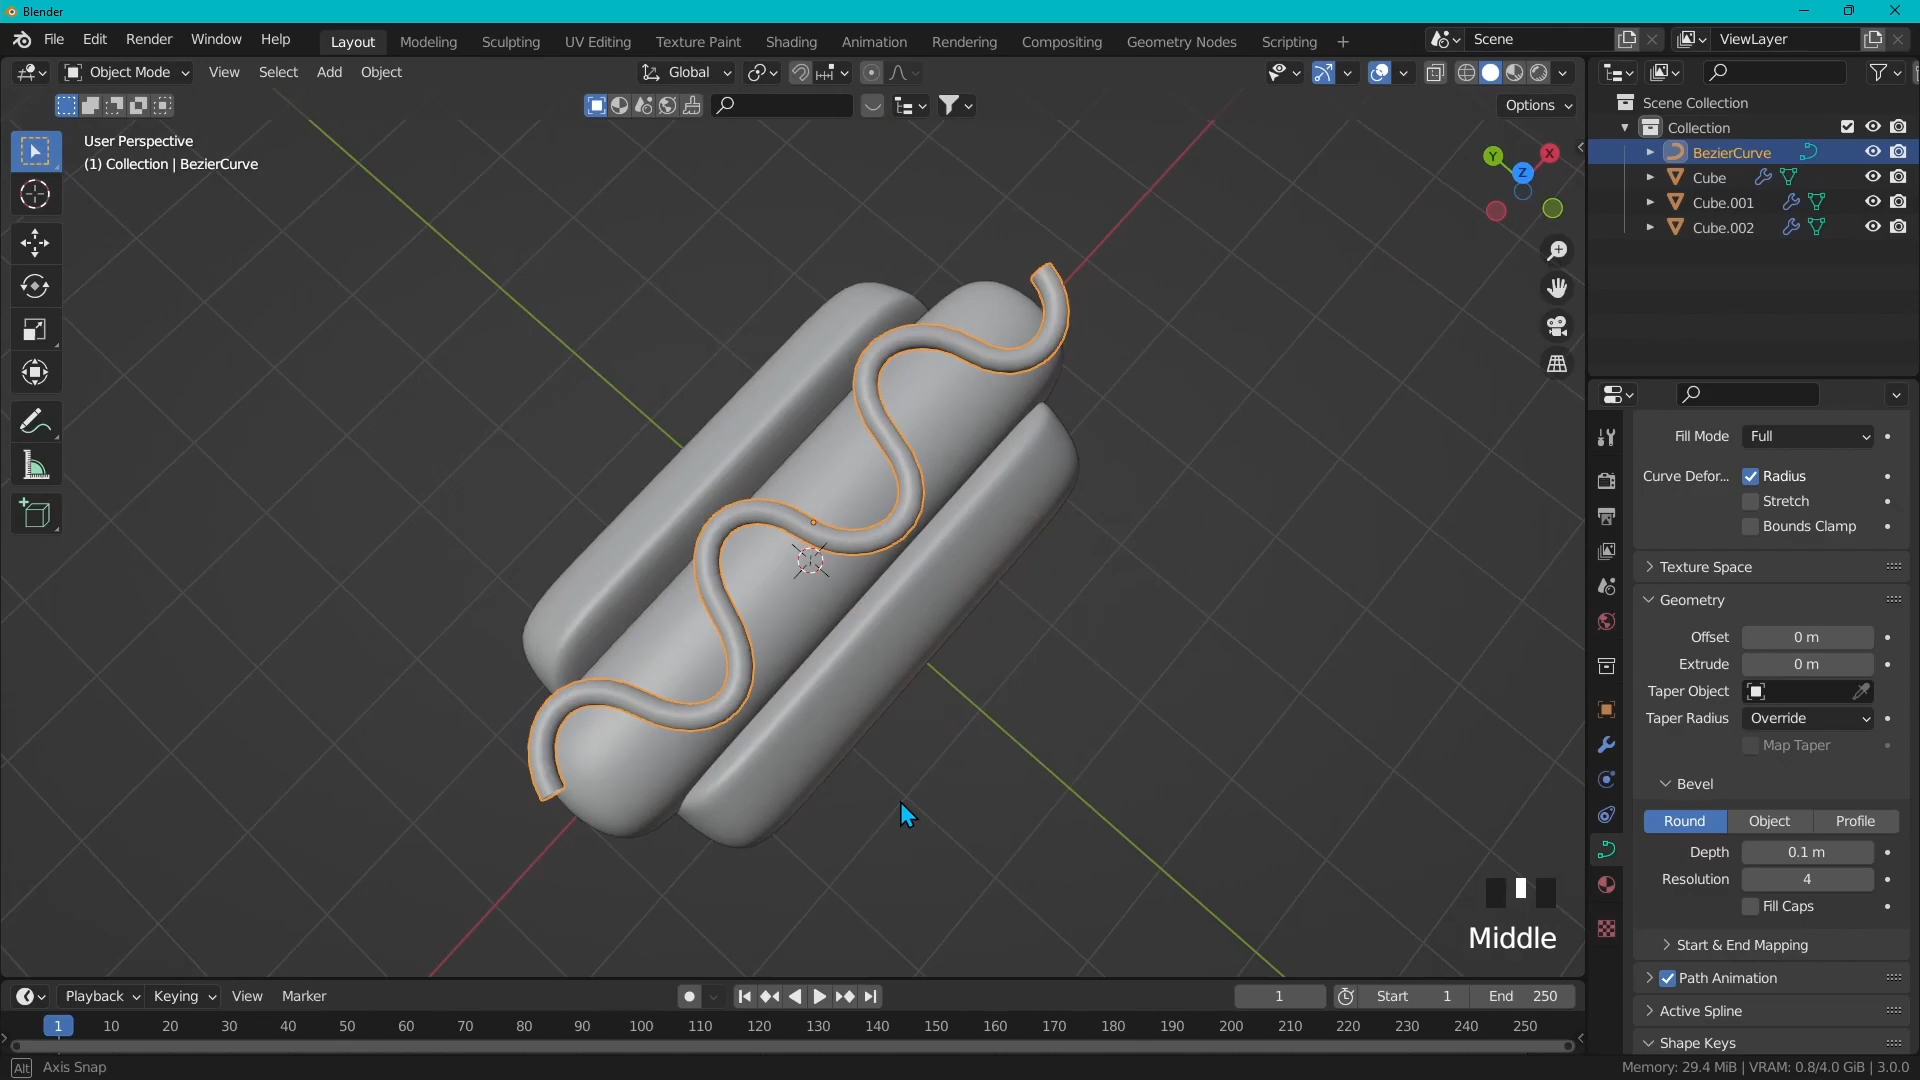 Blender
File Edit Render Window Help
Layout Modeling Sculpting UV Editing Texture Paint Shading Animation Rendering Compositing Geometry Nodes Scripting
Scene
ViewLayer
Object Mode
View Select Add Object
Global
Options
User Perspective
(1) Collection | BezierCurve
X
Y
Z
Scene Collection
Collection
BezierCurve
Cube
Cube.001
Cube.002
Fill Mode Full
Curve Defor... Radius
Stretch
Bounds Clamp
Texture Space
Geometry
Offset 0 m
Extrude 0 m
Taper Object
Taper Radius Override
Map Taper
Bevel
Round Object Profile
Depth 0.1 m
Resolution 4
Fill Caps
Start & End Mapping
Path Animation
Active Spline
Shape Keys
Middle
Playback Keying View Marker
1
Start 1 End 250
1 10 20 30 40 50 60 70 80 90 100 110 120 130 140 150 160 170 180 190 200 210 220 230 240 250
Alt Axis Snap
Memory: 29.4 MiB | VRAM: 0.8/4.0 GiB | 3.0.0